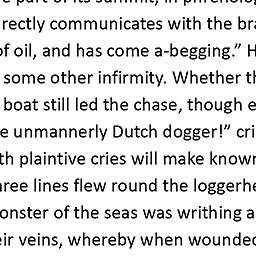 e part of its summit, in phrenolog
rectly communicates with the bra
of oil, and has come a-begging.” H
some other infirmity. Whether th
boat still led the chase, though e
e unmannerly Dutch dogger!” cri
th plaintive cries will make known
hree lines flew round the loggerhe
onster of the seas was writhing a
eir veins, whereby when wounded